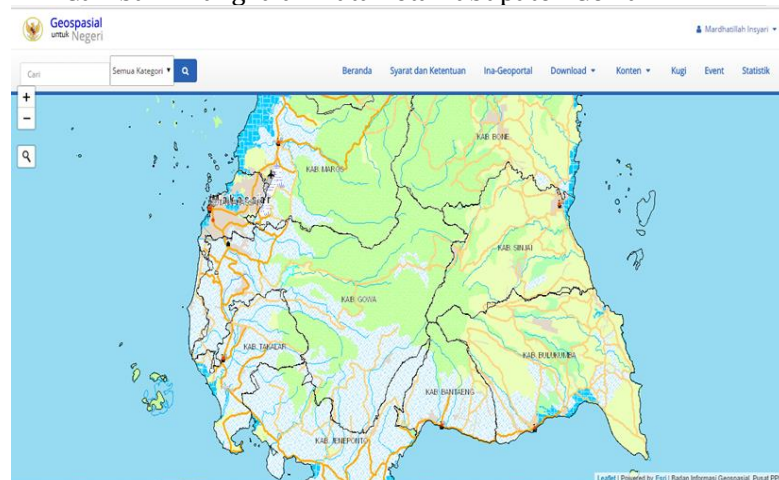 Geospasial
untuk Negeri
Mardhatillah Insyari
Cari
Semua Kategori
Beranda Syarat dan Ketentuan Ina-Geoportal Download Konten Kugi Event Statistik
+
-
KAB. BONE
KAB. MAROS
KAB. SINJAI
KAB. GOWA
KAB. TAKALAR
KAB. BULUKUMBA
KAB. BANTAENG
KAB. JENEPONTO
Leaflet | Powered by Esri | Badan Informasi Geospasial, Pusat PP